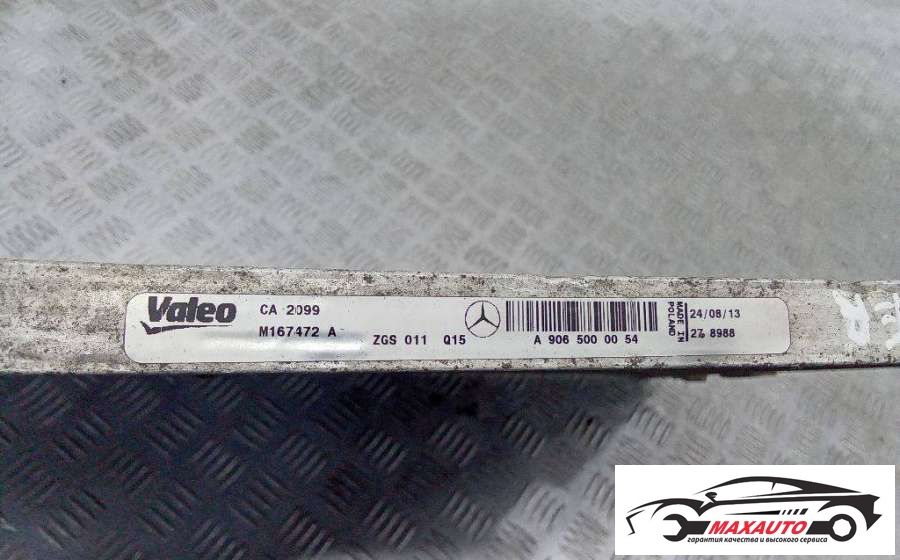 Valeo
CA 2099
M167472 A
ZGS 011 Q15
A 906 500 00 54
MADE IN
POLAND
24/08/13
27 8988
MAXAUTO
гарантия качества и высокого сервиса